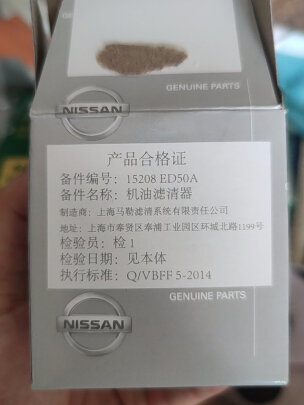 NISSAN
GENUINE PARTS
产品合格证
备件编号: 15208 ED50A
备件名称: 机油滤清器
制造商: 上海马勒滤清系统有限责任公司
地址: 上海市奉贤区奉浦工业园区环城北路1199号
检验员: 检 1
检验日期: 见本体
执行标准: Q/VBFF 5-2014
GENUINE PARTS
NISSAN